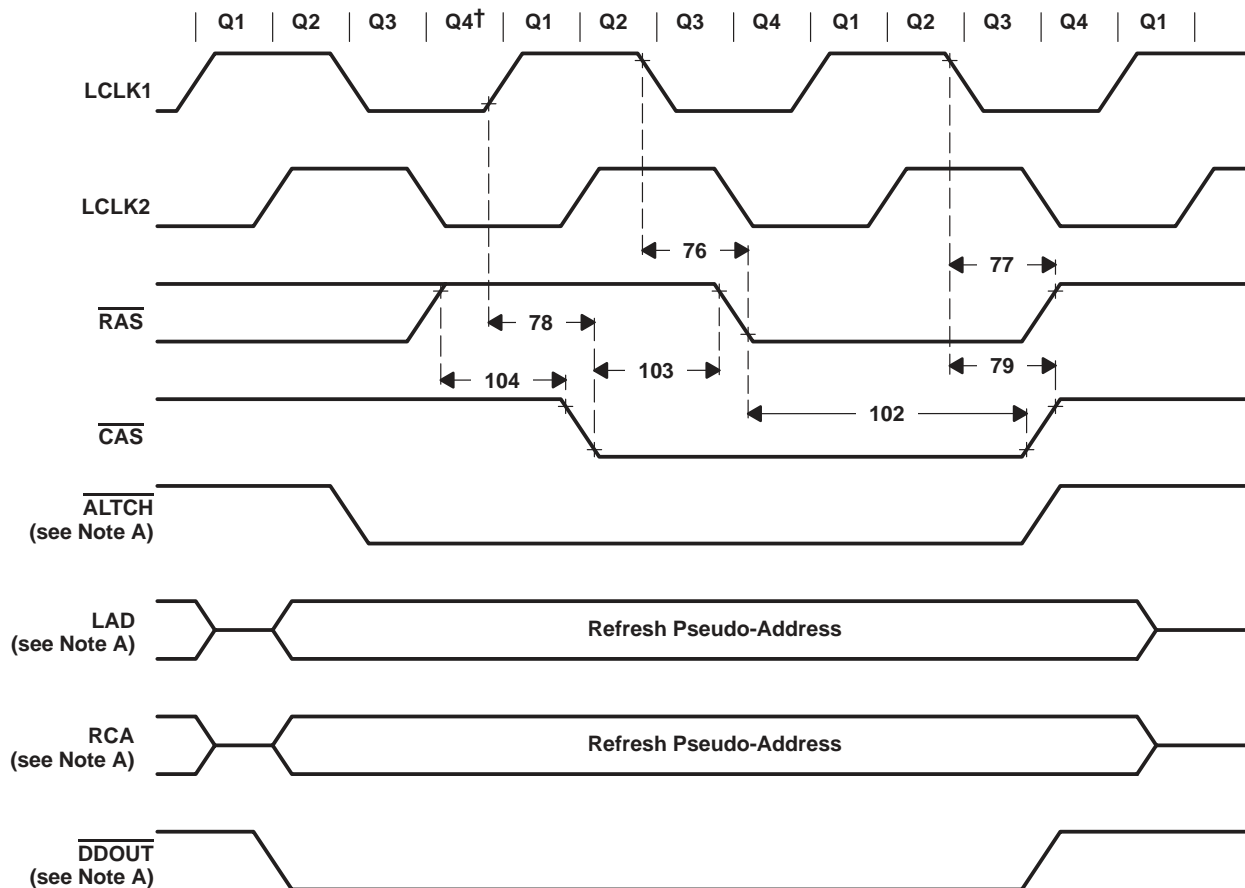 Q1 Q2 Q3 Q4† Q1 Q2 Q3 Q4 Q1 Q2 Q3 Q4 Q1
LCLK1
LCLK2
76 77
RAS
78
79
104 103
102
CAS
ALTCH
(see Note A)
LAD
(see Note A)
Refresh Pseudo-Address
RCA
(see Note A)
Refresh Pseudo-Address
DDOUT
(see Note A)